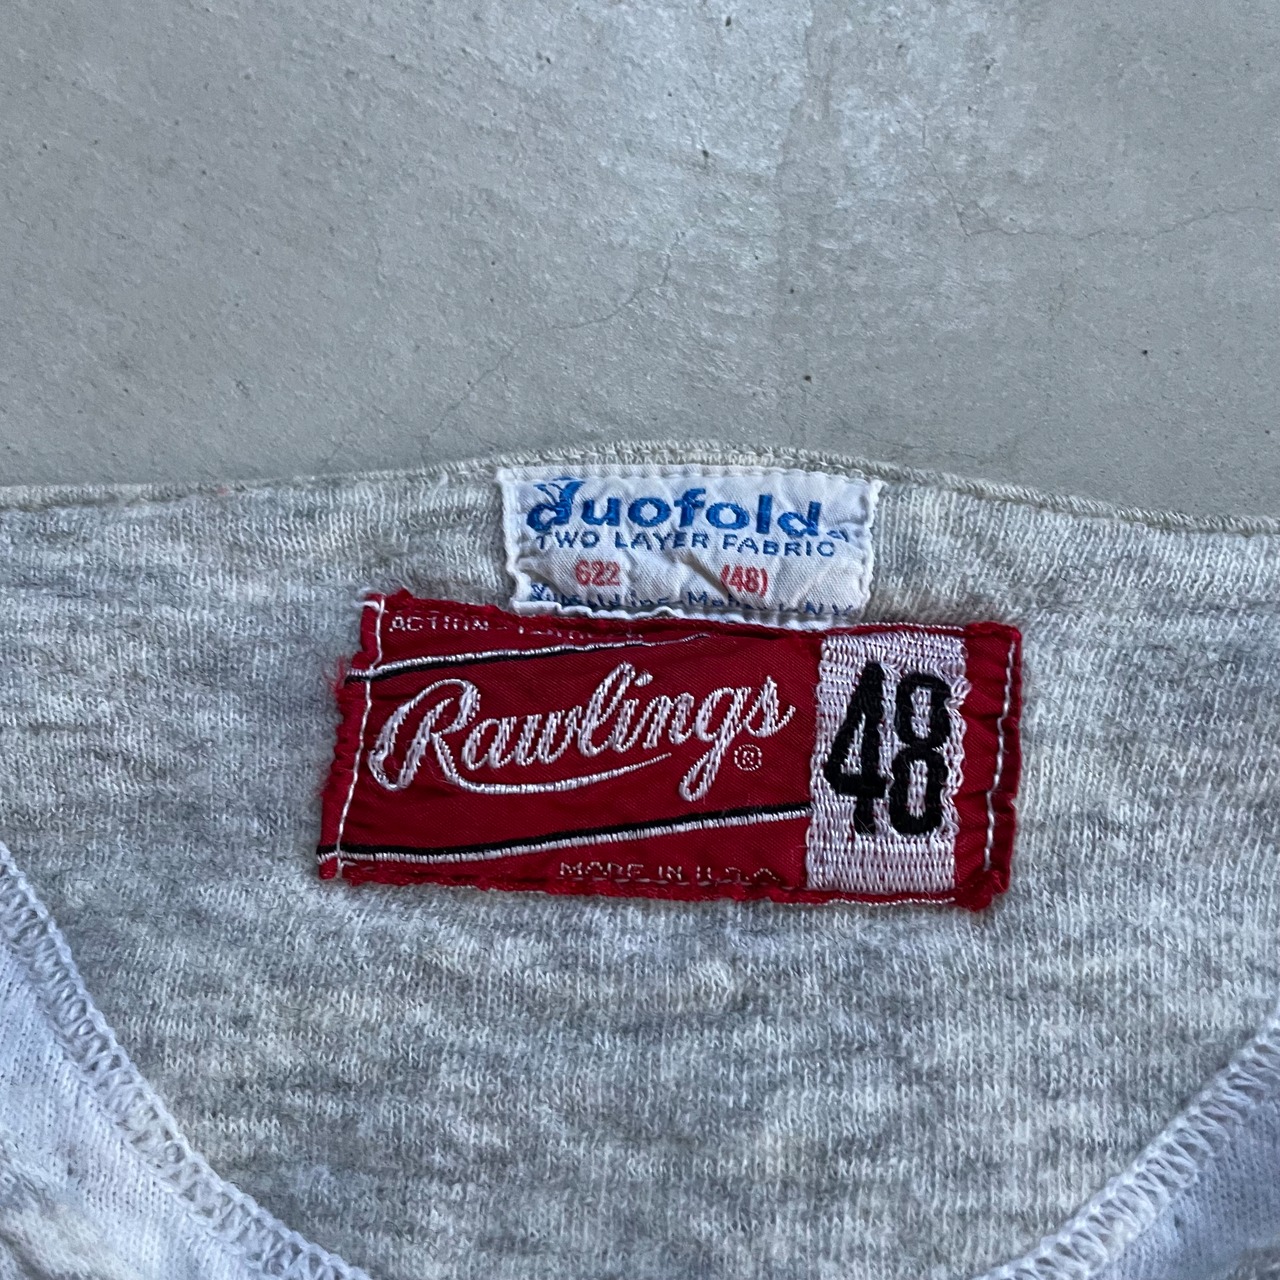 duofold
TWO LAYER FABRIC
622 (48)
N.Y.
Rawlings ®
48
MADE IN U.S.A.